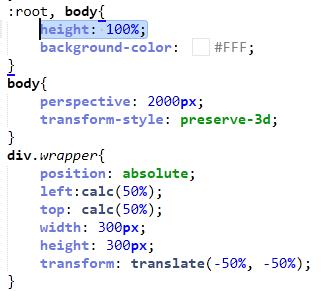 :root, body{
height: 100%;
background-color: #FFF;
}
body{
perspective: 2000px;
transform-style: preserve-3d;
}
div.wrapper{
position: absolute;
left:calc(50%);
top: calc(50%);
width: 300px;
height: 300px;
transform: translate(-50%, -50%);
}